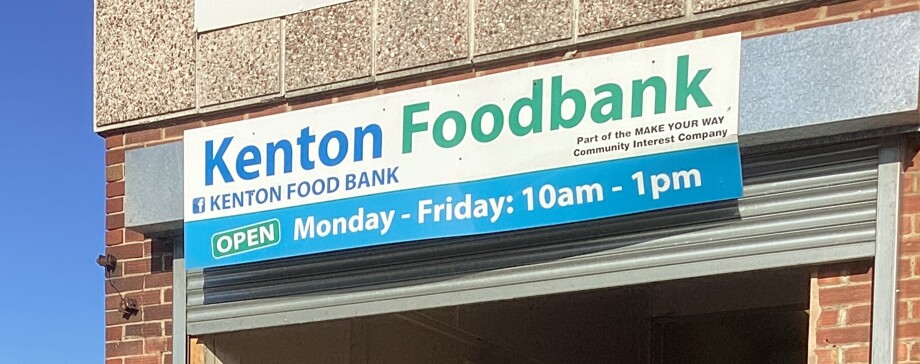 Kenton Foodbank
Part of the MAKE YOUR WAY
Community Interest Company
KENTON FOOD BANK
OPEN Monday - Friday: 10am - 1pm